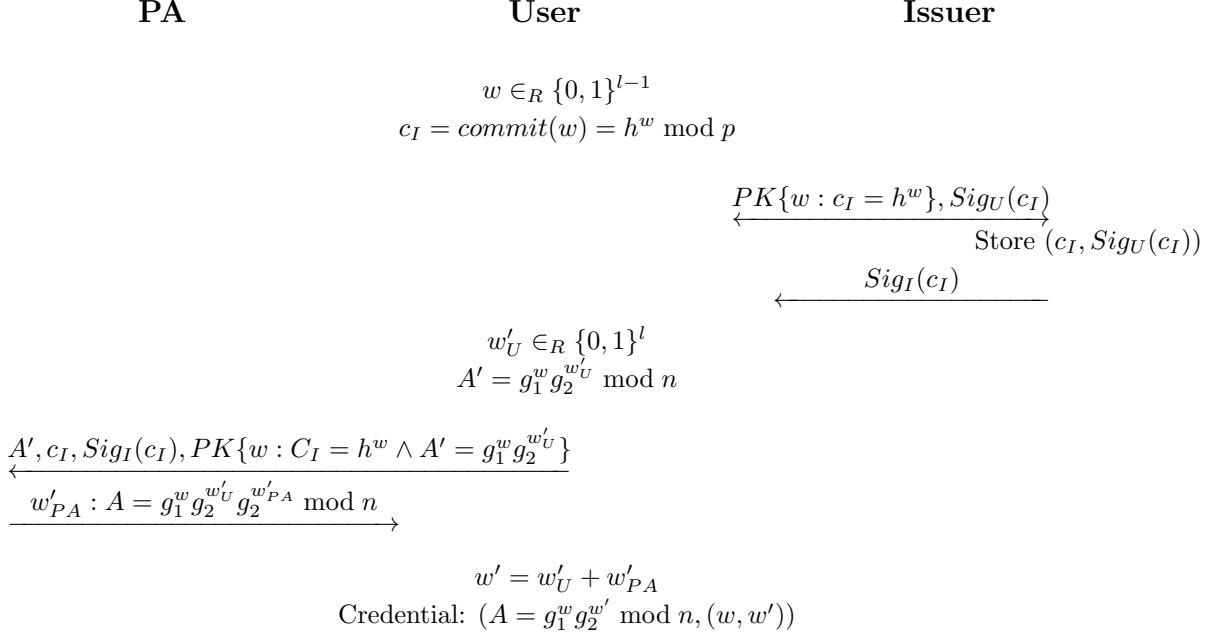 PA User Issuer
w ∈_R {0, 1}^{l−1}
c_I = commit(w) = h^w mod p
PK{w : c_I = h^w}, Sig_U(c_I)
Store (c_I, Sig_U(c_I))
Sig_I(c_I)
w'_U ∈_R {0, 1}^l
A' = g_1^w g_2^{w'_U} mod n
A', c_I, Sig_I(c_I), PK{w : C_I = h^w ∧ A' = g_1^w g_2^{w'_U}}
w'_{PA} : A = g_1^w g_2^{w'_U} g_2^{w'_{PA}} mod n
w' = w'_U + w'_{PA}
Credential: (A = g_1^w g_2^{w'} mod n, (w, w'))